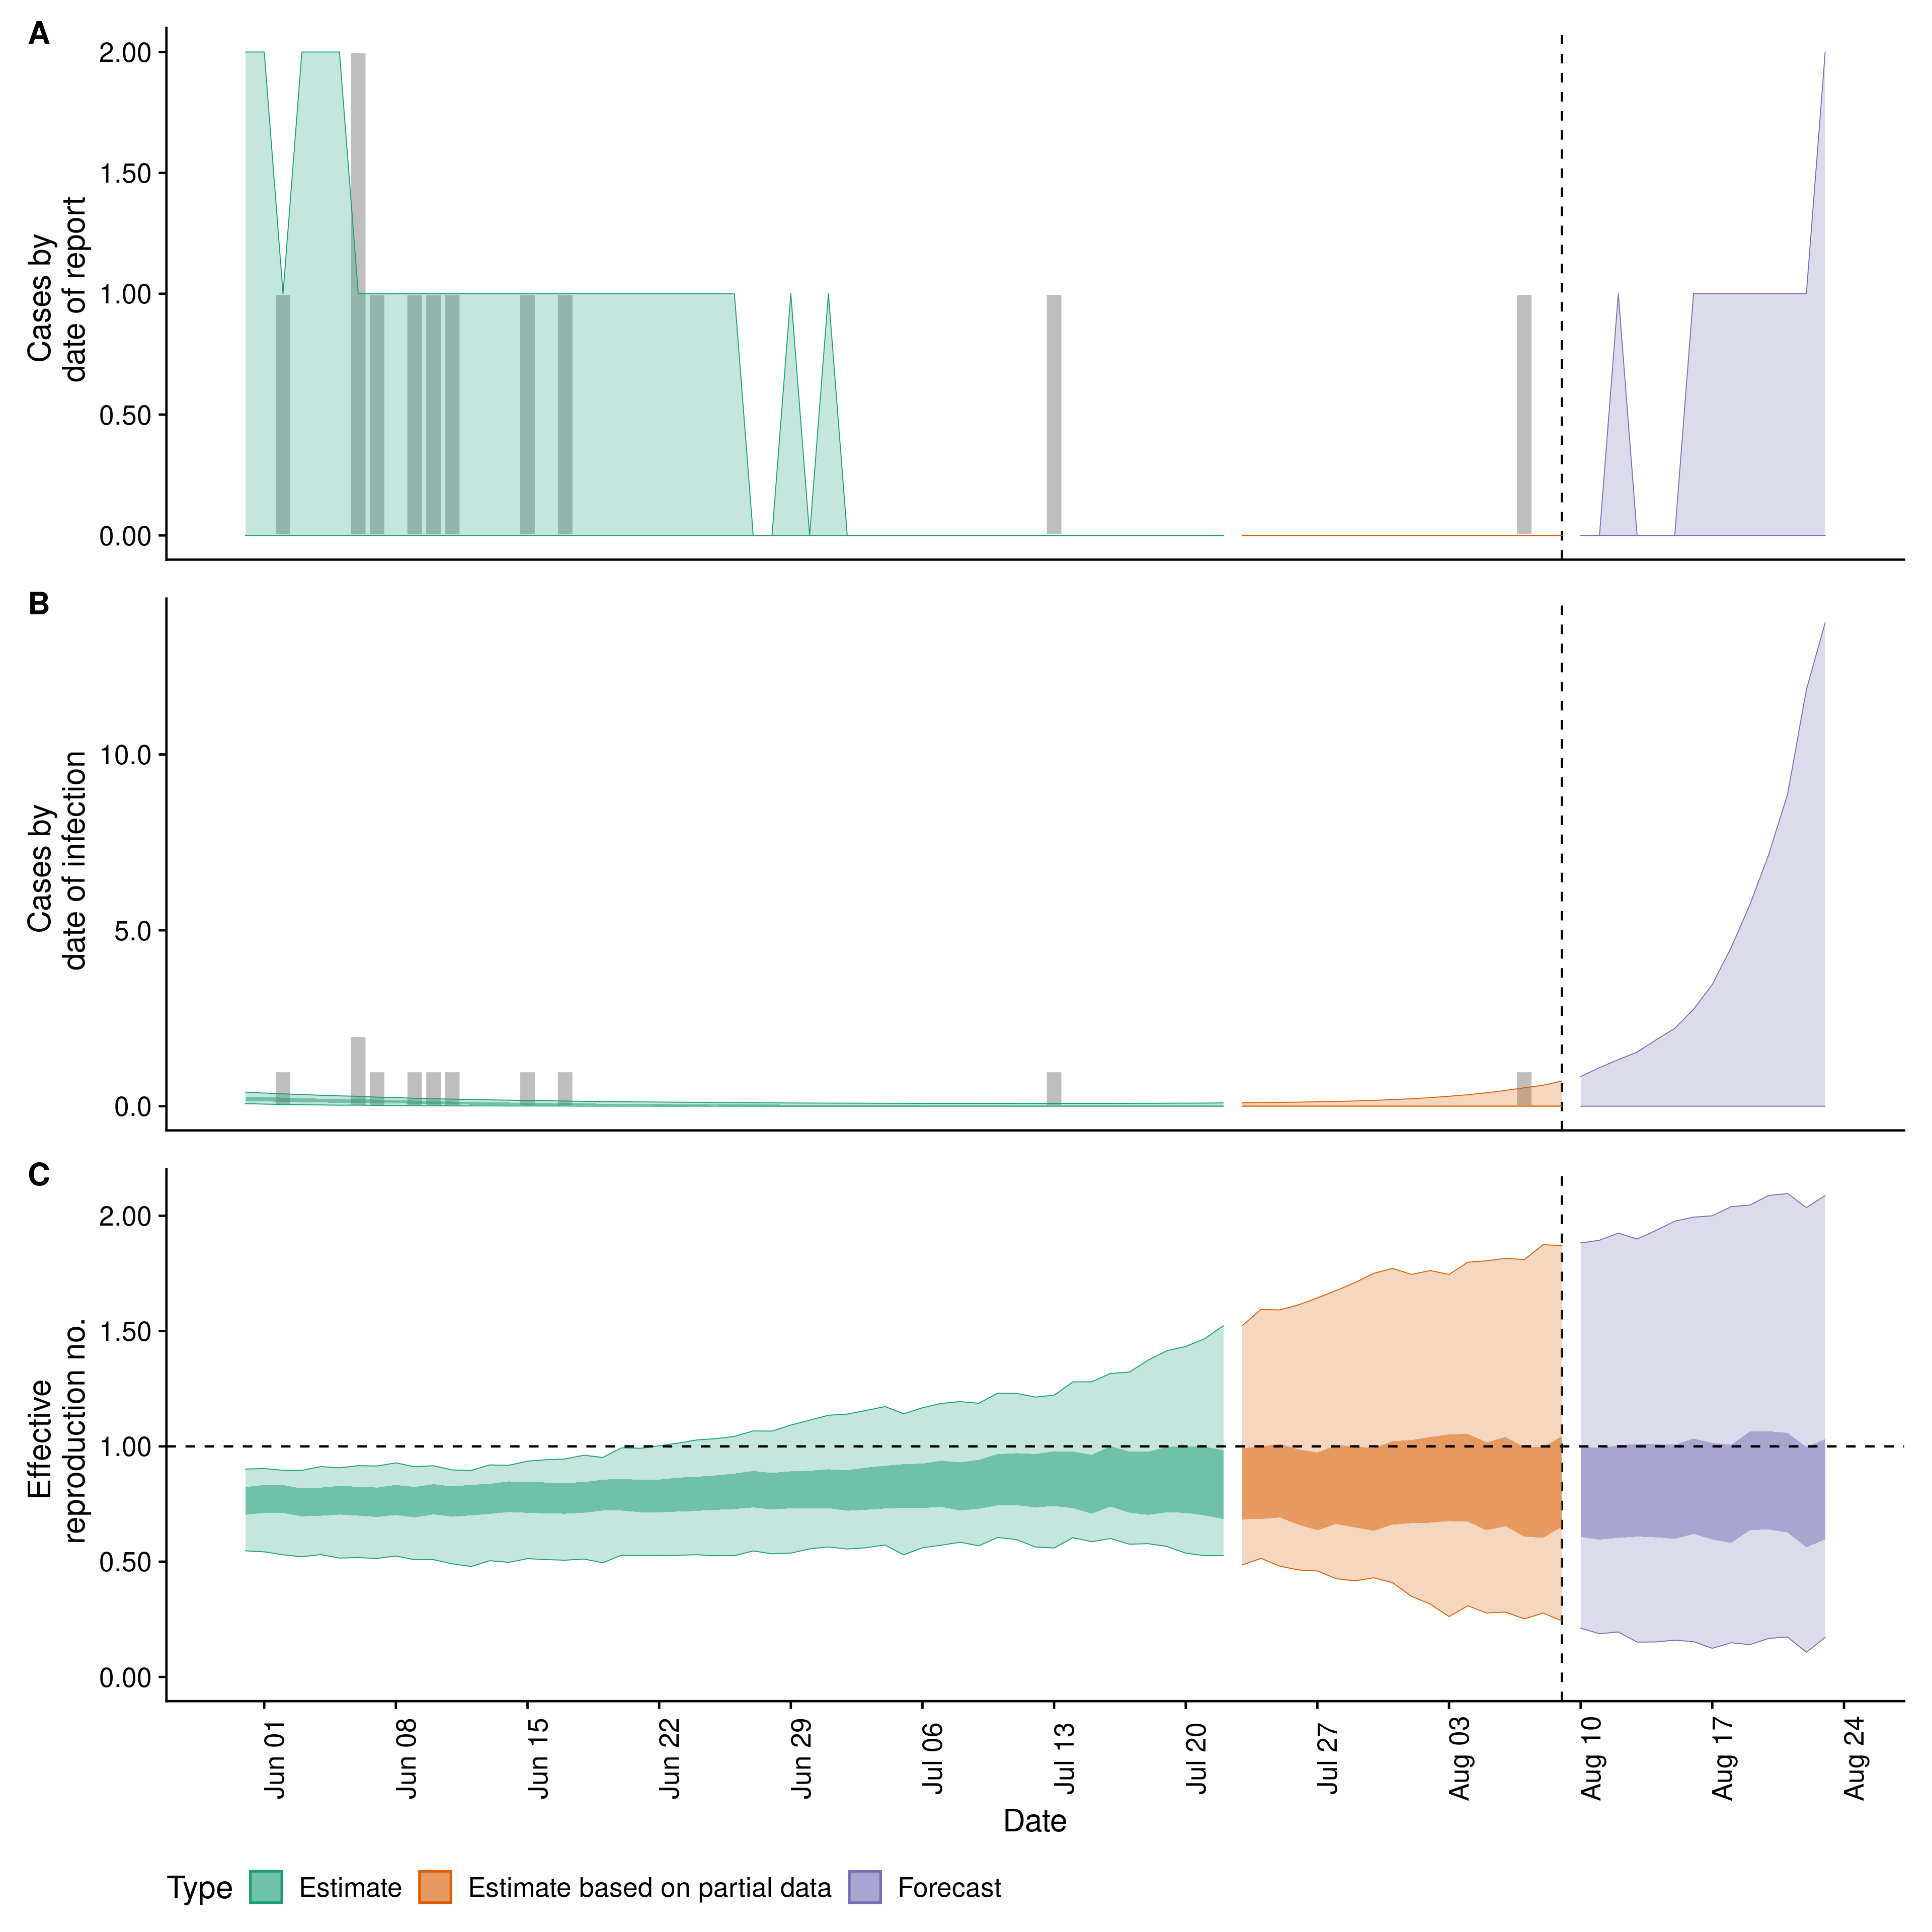 A
2.00
1.50
1.00
0.50
0.00
Cases by
date of report
B
10.0
5.0
0.0
Cases by
date of infection
C
2.00
1.50
1.00
0.50
0.00
Effective
reproduction no.
Jun 01
Jun 08
Jun 15
Jun 22
Jun 29
Jul 06
Jul 13
Jul 20
Jul 27
Aug 03
Aug 10
Aug 17
Aug 24
Date
Type
Estimate
Estimate based on partial data
Forecast